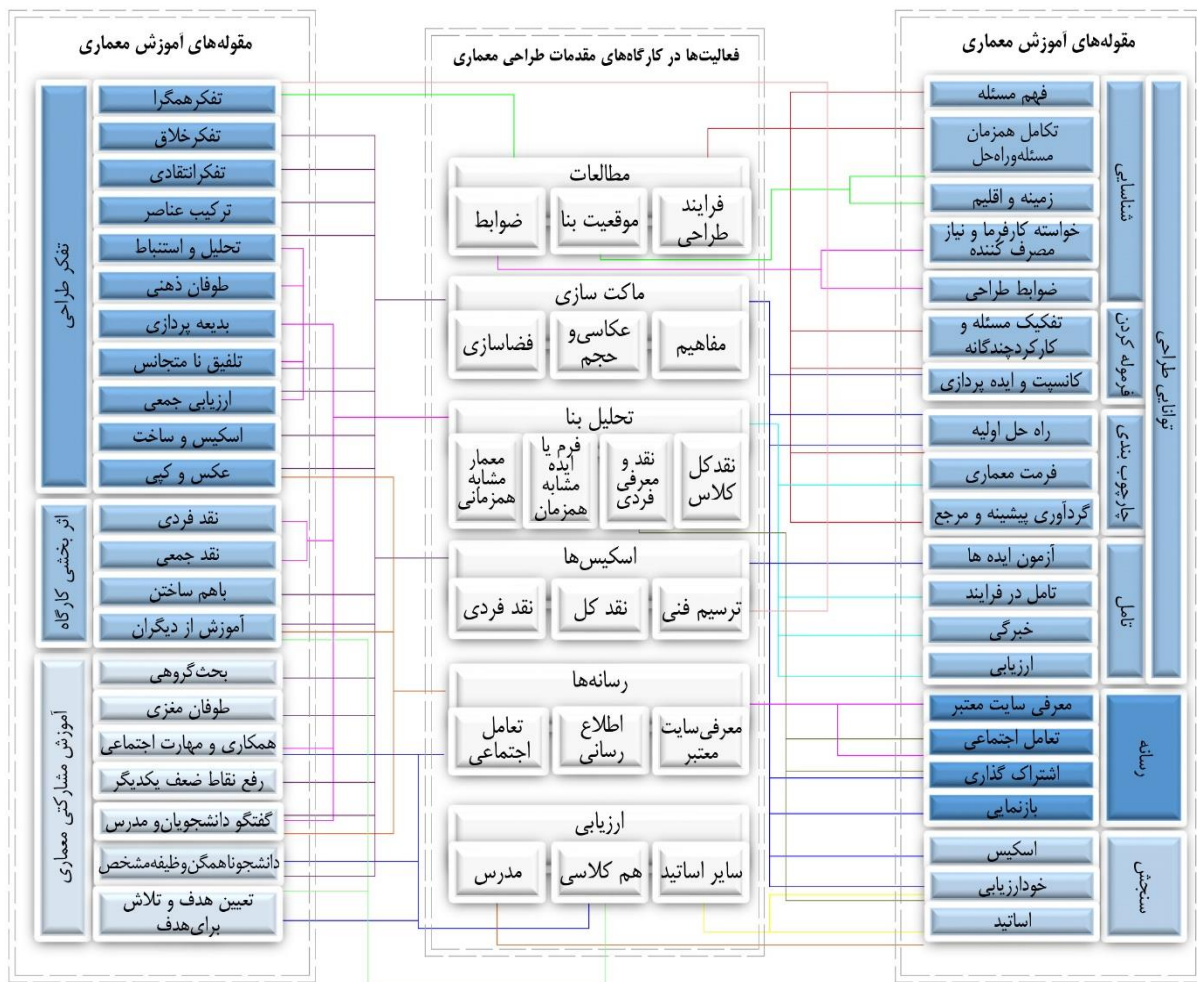 مقوله‌های آموزش معماری
توانایی طراحی
شناسایی
فهم مسئله
تکامل همزمان
مسئله‌وراه‌حل
زمینه و اقلیم
خواسته کارفرما و نیاز
مصرف کننده
ضوابط طراحی
فرموله کردن
تفکیک مسئله و
کارکردچندگانه
کانسپت و ایده پردازی
چارچوب بندی
راه حل اولیه
فرمت معماری
گردآوری پیشینه و مرجع
تامل
آزمون ایده ها
تامل در فرایند
خبرگی
ارزیابی
رسانه
معرفی سایت معتبر
تعامل اجتماعی
اشتراک گذاری
بازنمایی
سنجش
اسکیس
خودارزیابی
اساتید
فعالیت‌ها در کارگاه‌های مقدمات طراحی معماری
مطالعات
فرایند
طراحی
موقعیت بنا
ضوابط
ماکت سازی
مفاهیم
عکاسی‌و
حجم
فضاسازی
تحلیل بنا
نقدکل
کلاس
نقد و
معرفی
فردی
فرم یا
ایده
مشابه
همزمان
معمار
مشابه
همزمانی
اسکیس‌ها
ترسیم فنی
نقد کل
نقد فردی
رسانه‌ها
معرفی‌سایت
معتبر
اطلاع
رسانی
تعامل
اجتماعی
ارزیابی
سایر اساتید
هم کلاسی
مدرس
مقوله‌های آموزش معماری
تفکر طراحی
تفکرهمگرا
تفکرخلاق
تفکرانتقادی
ترکیب عناصر
تحلیل و استنباط
طوفان ذهنی
بدیعه پردازی
تلفیق نا متجانس
ارزیابی جمعی
اسکیس و ساخت
عکس و کپی
اثر بخشی کارگاه
نقد فردی
نقد جمعی
باهم ساختن
آموزش از دیگران
آموزش مشارکتی معماری
بحث‌گروهی
طوفان مغزی
همکاری و مهارت اجتماعی
رفع نقاط ضعف یکدیگر
گفتگو دانشجویان‌و مدرس
دانشجوناهمگن‌و‌ظیفه‌مشخص
تعیین هدف و تلاش
برای‌هدف